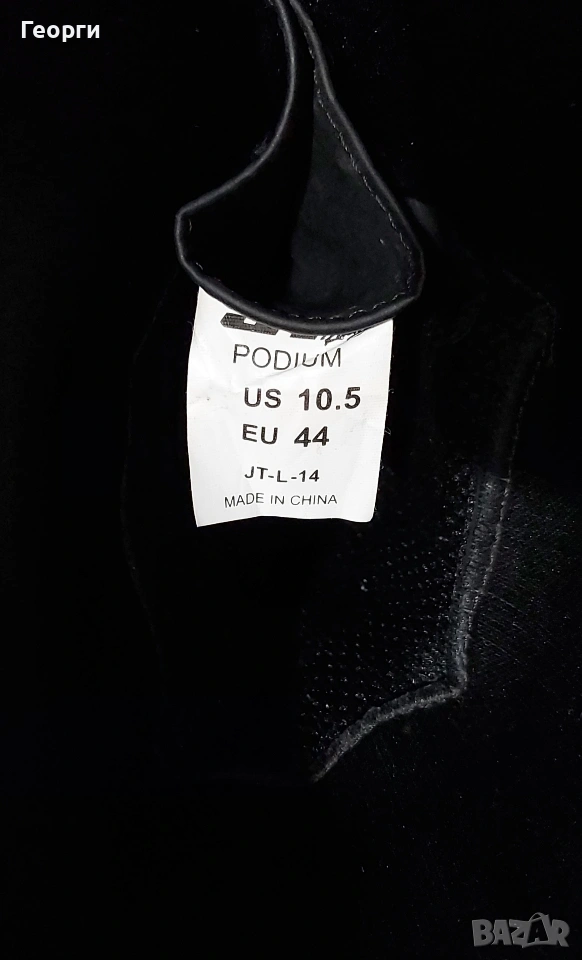 Георги
PODIUM
US 10.5
EU 44
JT-L-14
MADE IN CHINA
BAZAR